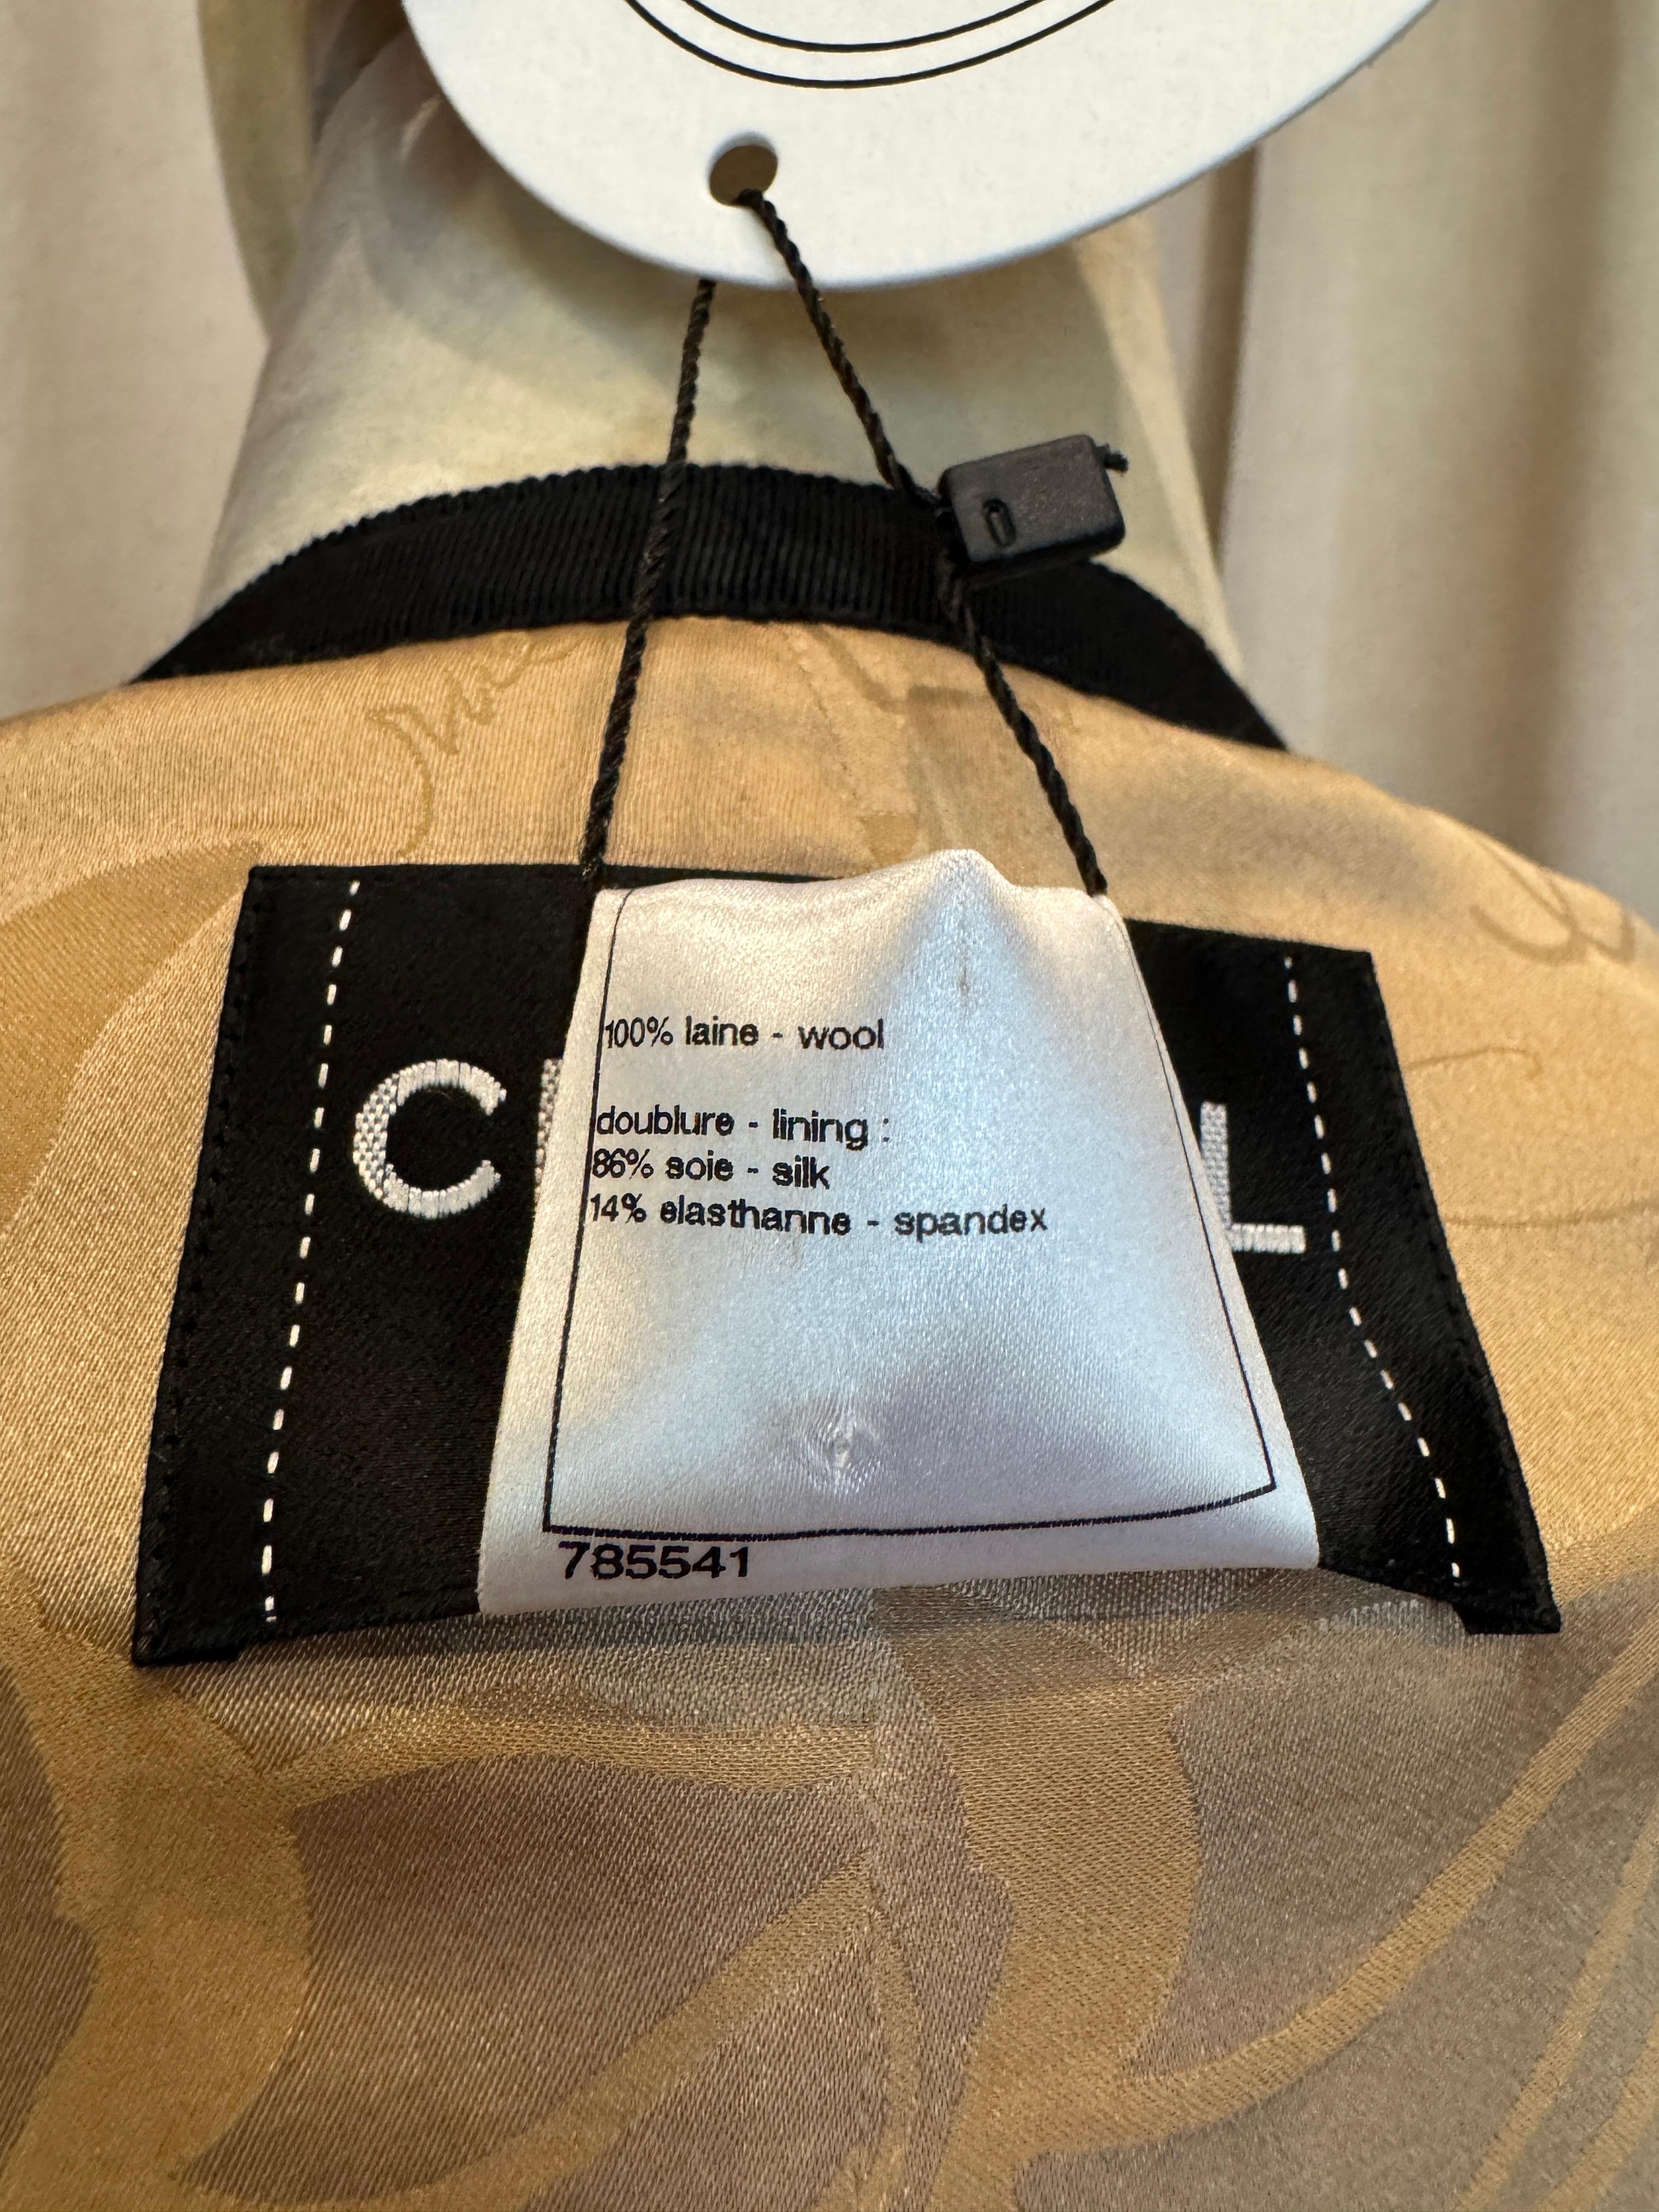 100% laine - wool
doublure - lining :
86% soie - silk
14% elasthanne - spandex
785541